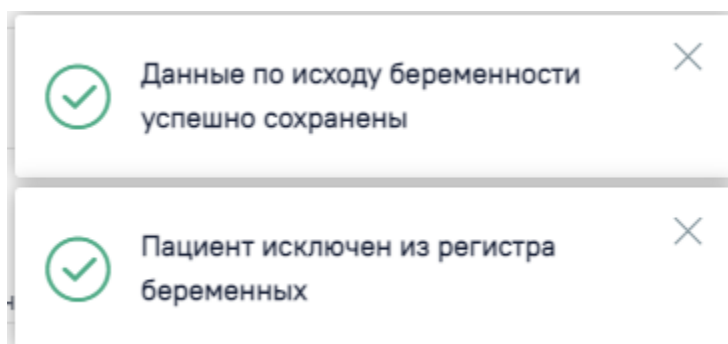 Данные по исходу беременности
успешно сохранены
Пациент исключен из регистра
беременных